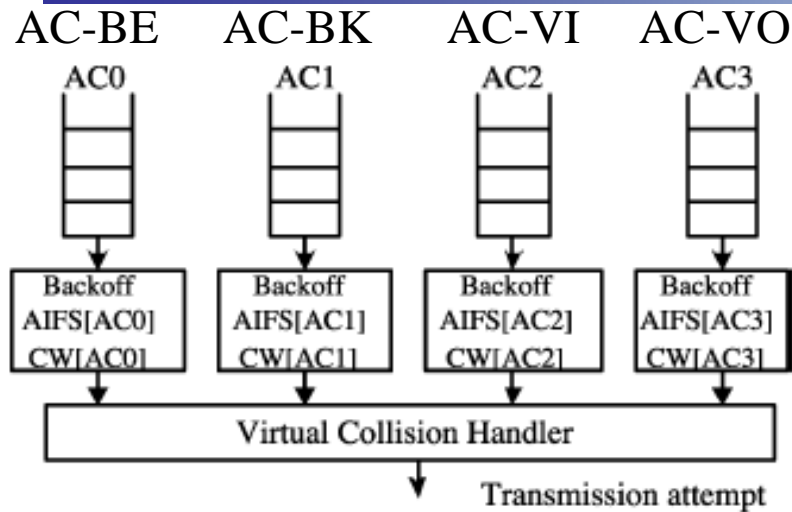 AC-BE AC-BK AC-VI AC-VO
AC0 AC1 AC2 AC3
Backoff Backoff Backoff Backoff
AIFS[AC0] AIFS[AC1] AIFS[AC2] AIFS[AC3]
CW[AC0] CW[AC1] CW[AC2] CW[AC3]
Virtual Collision Handler
Transmission attempt